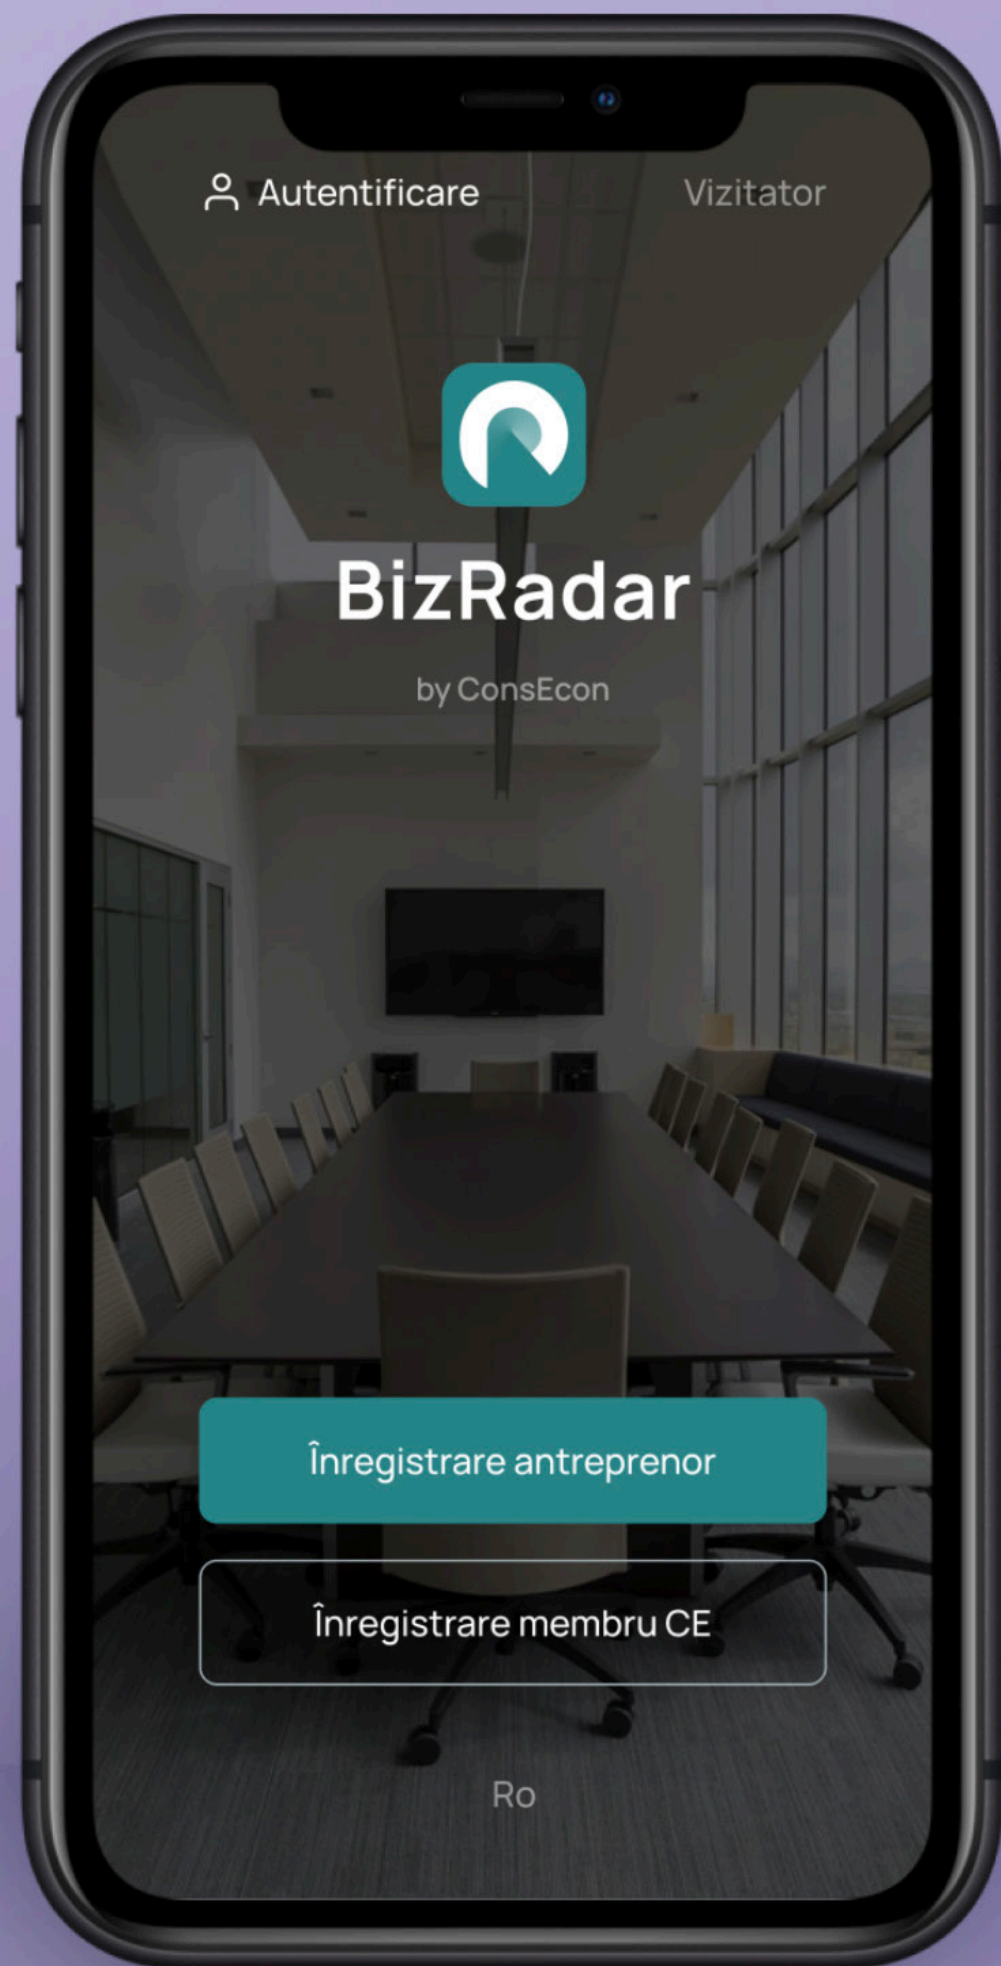 Autentificare
Vizitator
BizRadar
by ConsEcon
Înregistrare antreprenor
Înregistrare membru CE
Ro